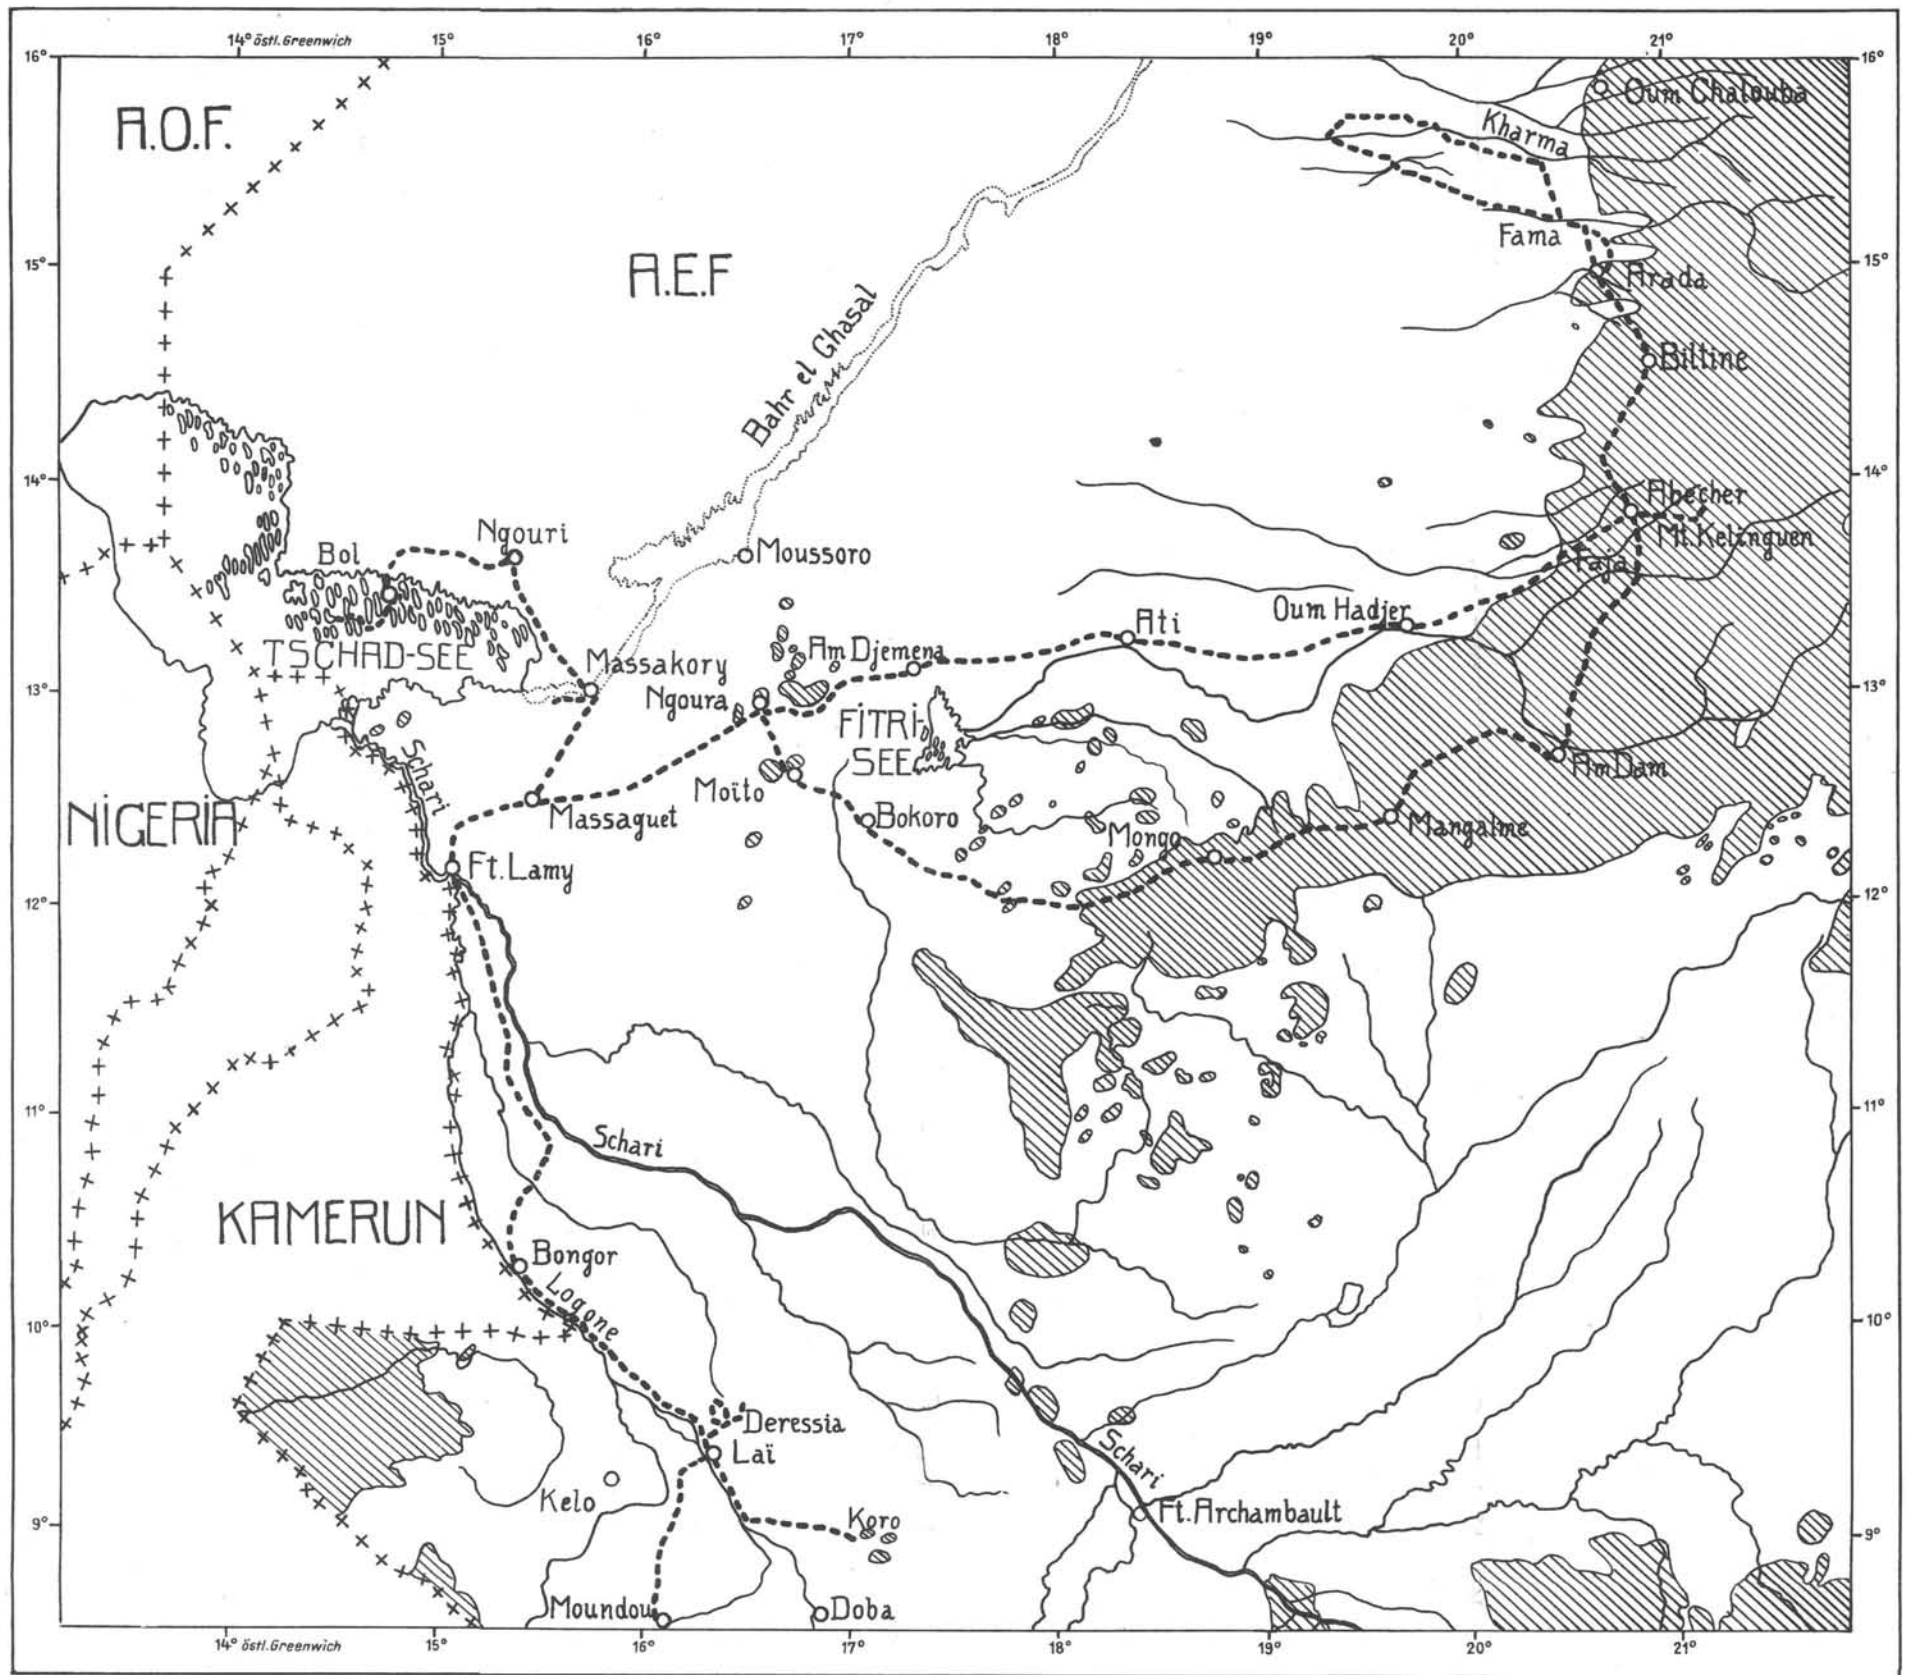 14° östl. Greenwich 15° 16° 17° 18° 19° 20° 21°
16° 16°
A.O.F.
Oum Chalouba
Kharma
A.E.F
Fama
15° 15°
Arada
Bahr el Ghasal
Biltine
14° 14°
Abecher
Mt. Kelinguen
Faja
Ngouri
Bol
Moussoro
Oum Hadjer
Ati
TSCHAD-SEE
Am Djemena
Massakory
13° 13°
Ngoura
FITRI-
SEE
Schari
Am Dam
Moïto
NIGERIA
Massaguet
Bokoro
Mongo
Mangalme
Ft. Lamy
12° 12°
11° 11°
Schari
KAMERUN
Bongor
Logone
10° 10°
Deressia
Laï
Schari
Kelo
Koro
Ft. Archambault
9° 9°
Moundou
Doba
14° östl. Greenwich 15° 16° 17° 18° 19° 20° 21°